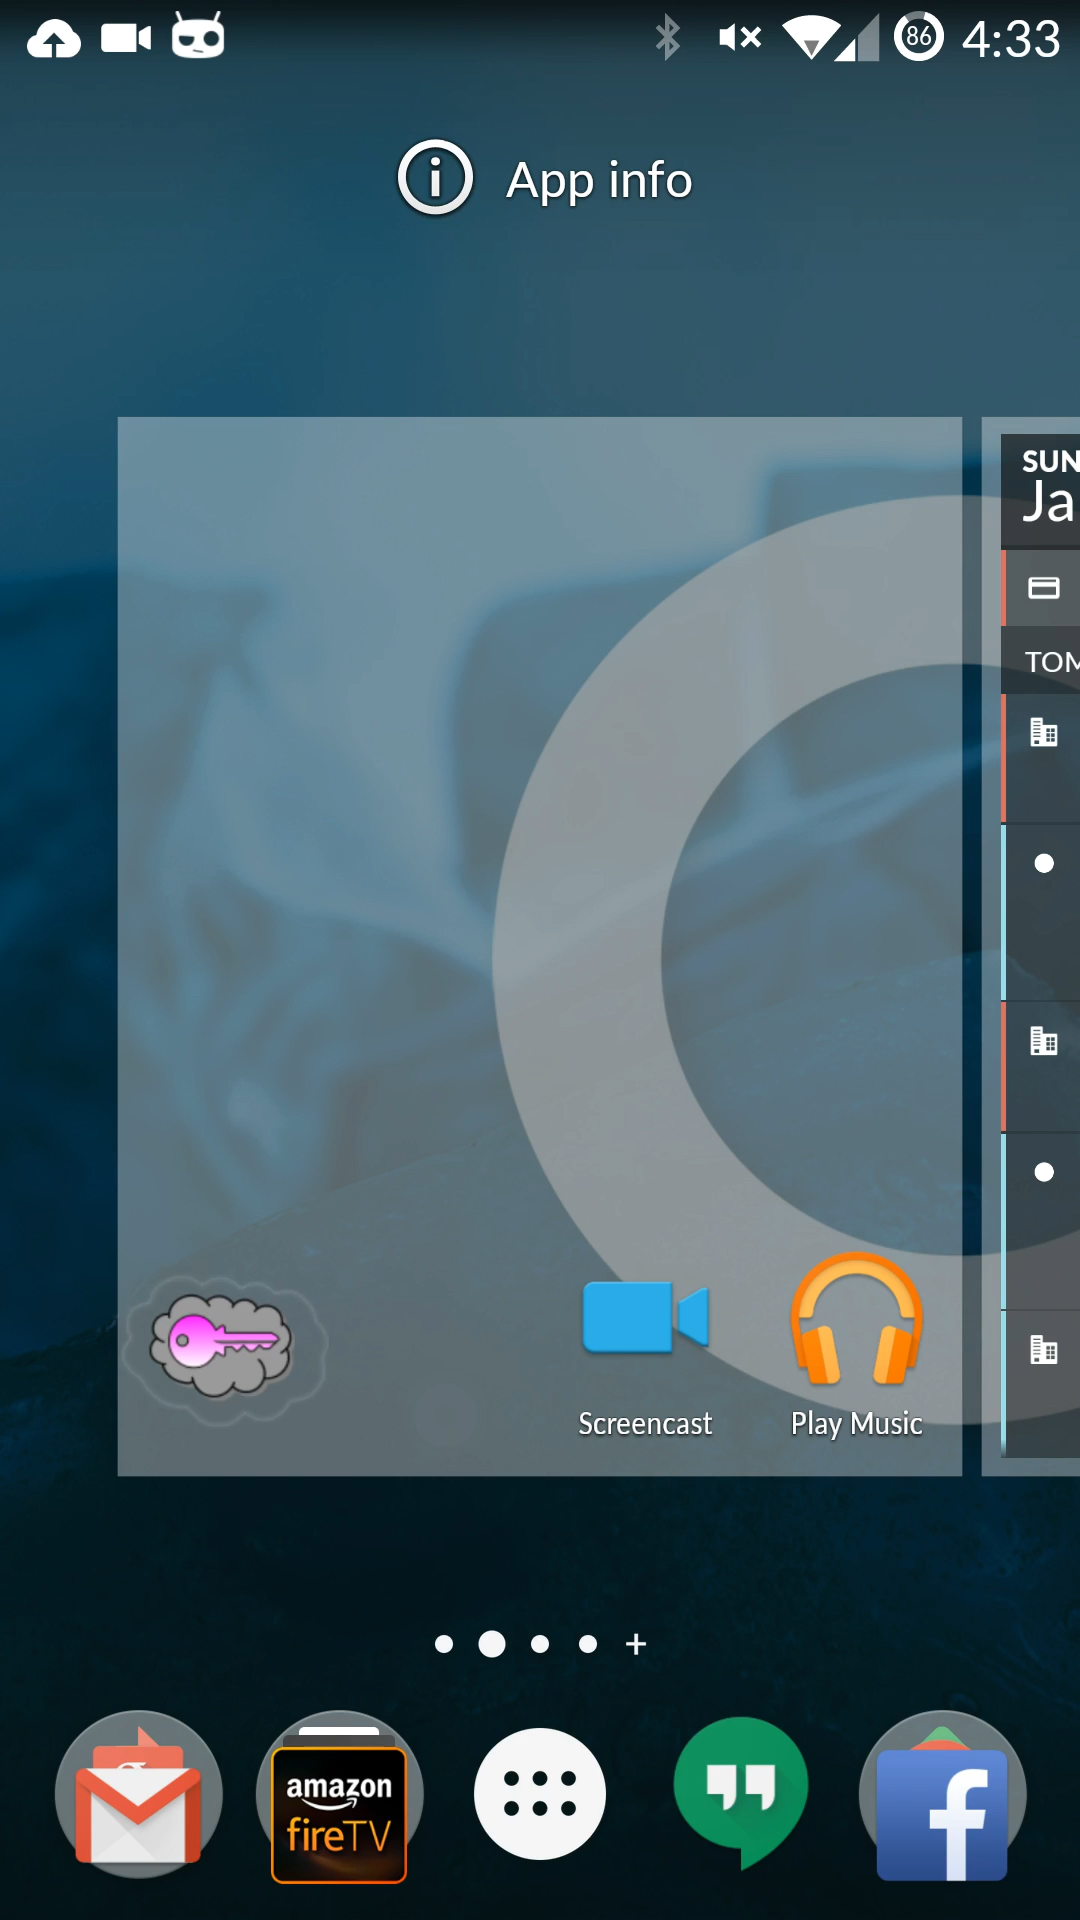 86 4:33
App info
SUN
Ja
TOM
Screencast
Play Music
amazon
fireTV